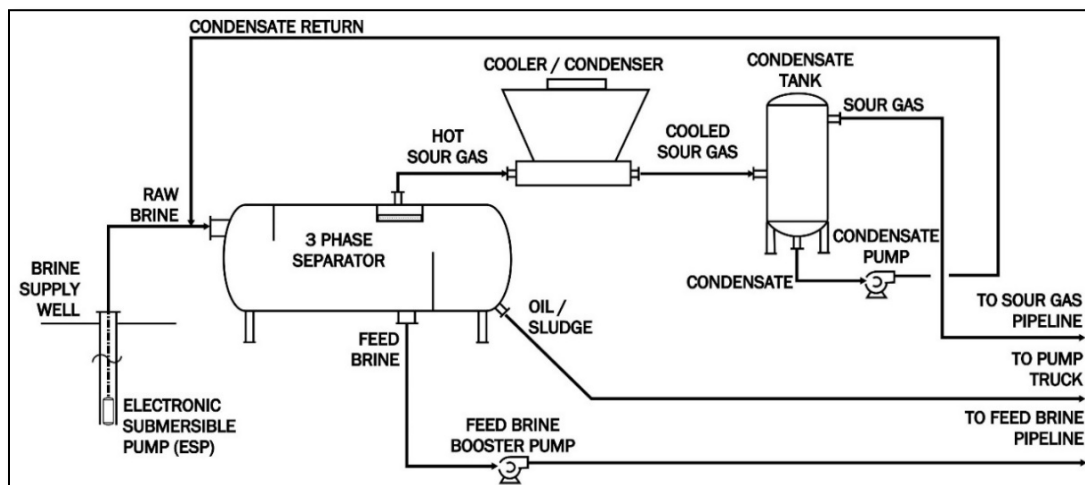 CONDENSATE RETURN
COOLER / CONDENSER
CONDENSATE
TANK
SOUR GAS
HOT
SOUR GAS
COOLED
SOUR GAS
RAW
BRINE
3 PHASE
SEPARATOR
CONDENSATE
PUMP
BRINE
SUPPLY
WELL
CONDENSATE
OIL /
SLUDGE
TO SOUR GAS
PIPELINE
FEED
BRINE
TO PUMP
TRUCK
ELECTRONIC
SUBMERSIBLE
PUMP (ESP)
FEED BRINE
BOOSTER PUMP
TO FEED BRINE
PIPELINE